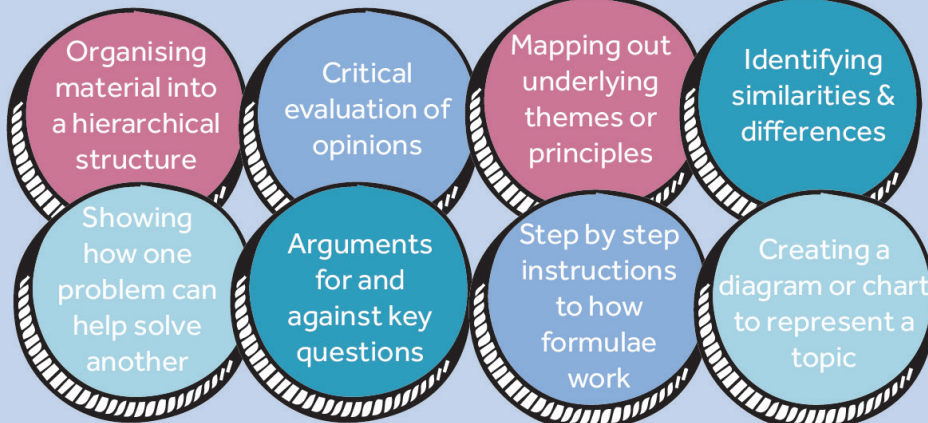 Organising
material into
a hierarchical
structure
Critical
evaluation of
opinions
Mapping out
underlying
themes or
principles
Identifying
similarities &
differences
Showing
how one
problem can
help solve
another
Arguments
for and
against key
questions
Step by step
instructions
to how
formulae
work
Creating a
diagram or chart
to represent a
topic